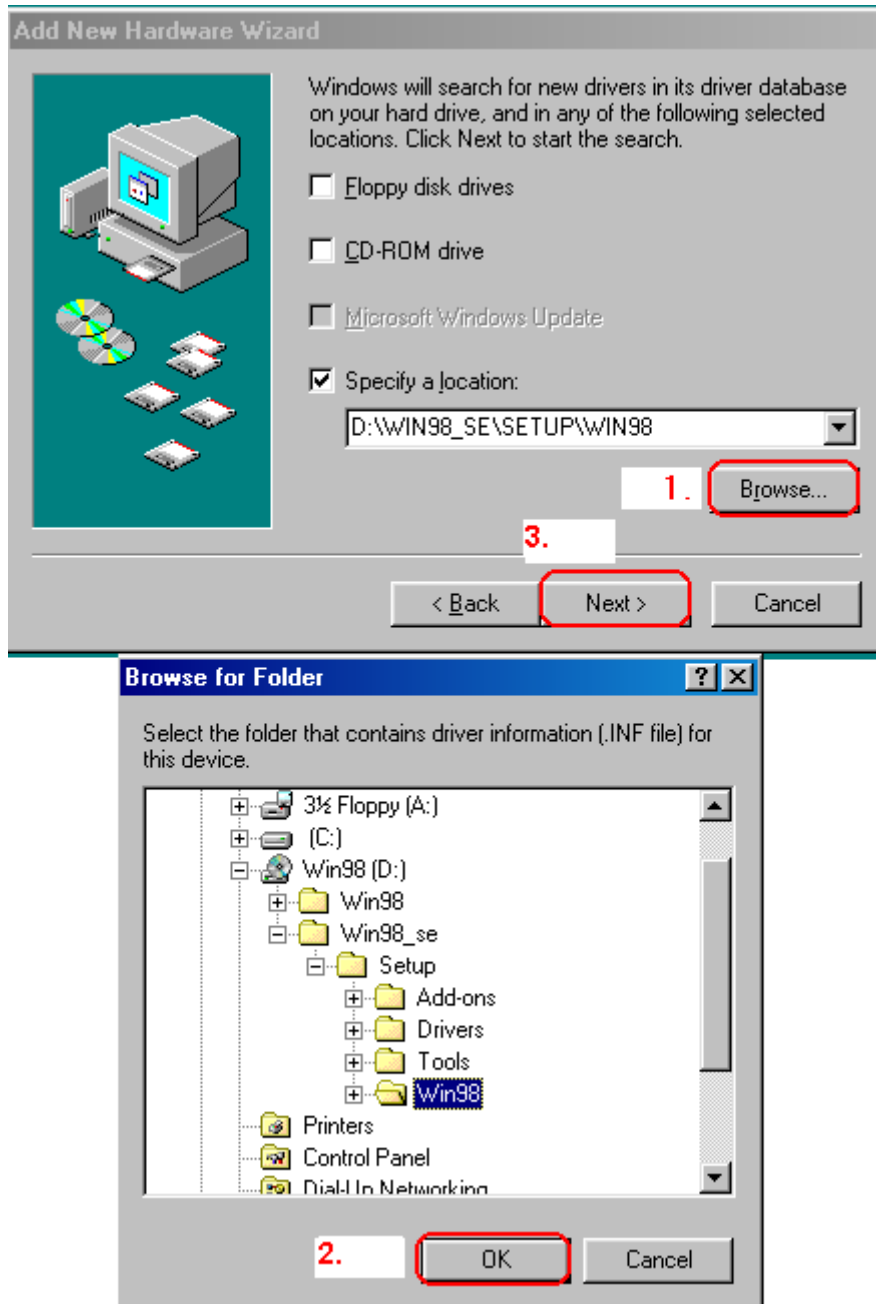 Add New Hardware Wizard
Windows will search for new drivers in its driver database
on your hard drive, and in any of the following selected
locations. Click Next to start the search.
Floppy disk drives
CD-ROM drive
Microsoft Windows Update
Specify a location:
D:\WIN98_SE\SETUP\WIN98
1. Browse...
3.
< Back Next > Cancel
Browse for Folder
Select the folder that contains driver information (.INF file) for
this device.
3½ Floppy (A:)
(C:)
Win98 (D:)
Win98
Win98_se
Setup
Add-ons
Drivers
Tools
Win98
Printers
Control Panel
Dial-Up Networking
2. OK Cancel